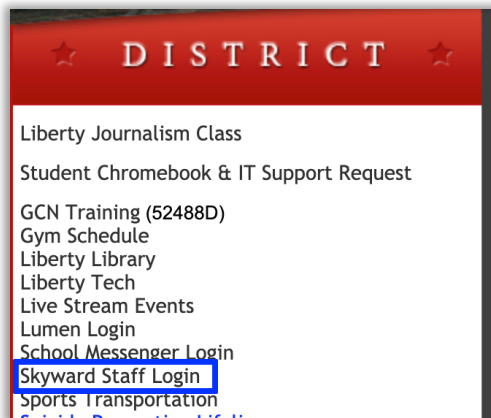 DISTRICT
Liberty Journalism Class
Student Chromebook & IT Support Request
GCN Training (52488D)
Gym Schedule
Liberty Library
Liberty Tech
Live Stream Events
Lumen Login
School Messenger Login
Skyward Staff Login
Sports Transportation